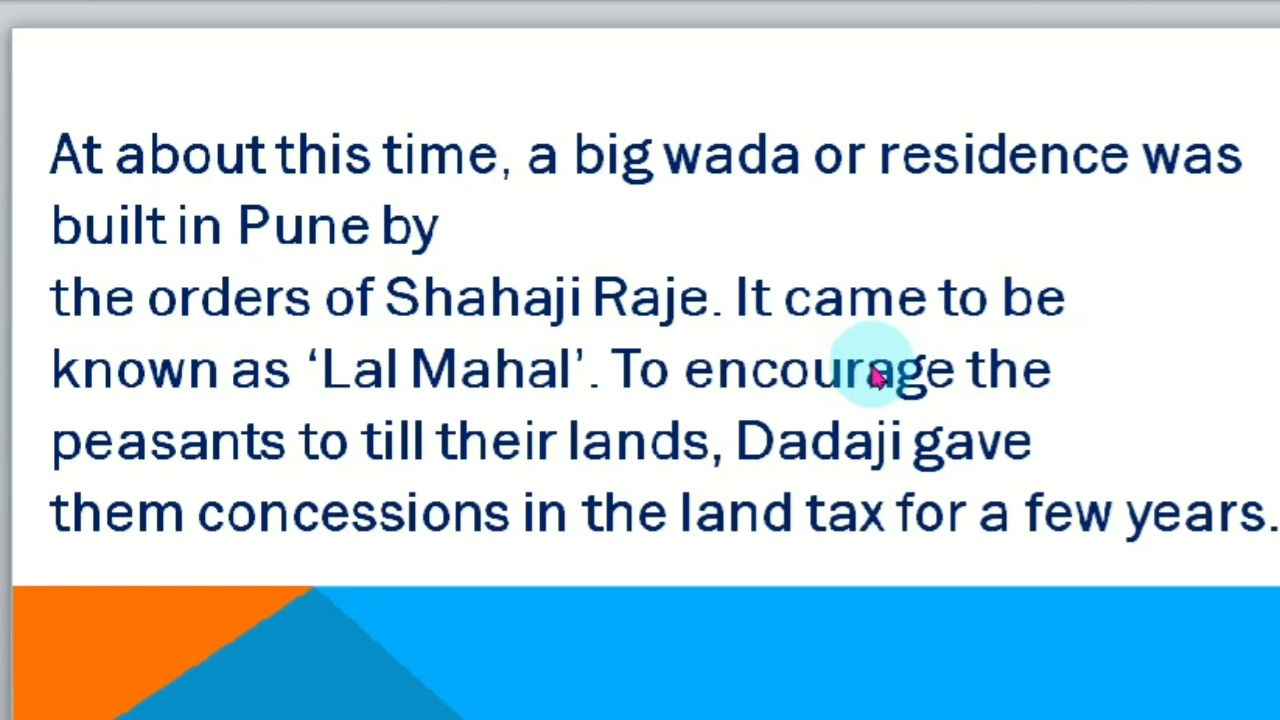 At about this time, a big wada or residence was
built in Pune by
the orders of Shahaji Raje. It came to be
known as ‘Lal Mahal’. To encourage the
peasants to till their lands, Dadaji gave
them concessions in the land tax for a few years.